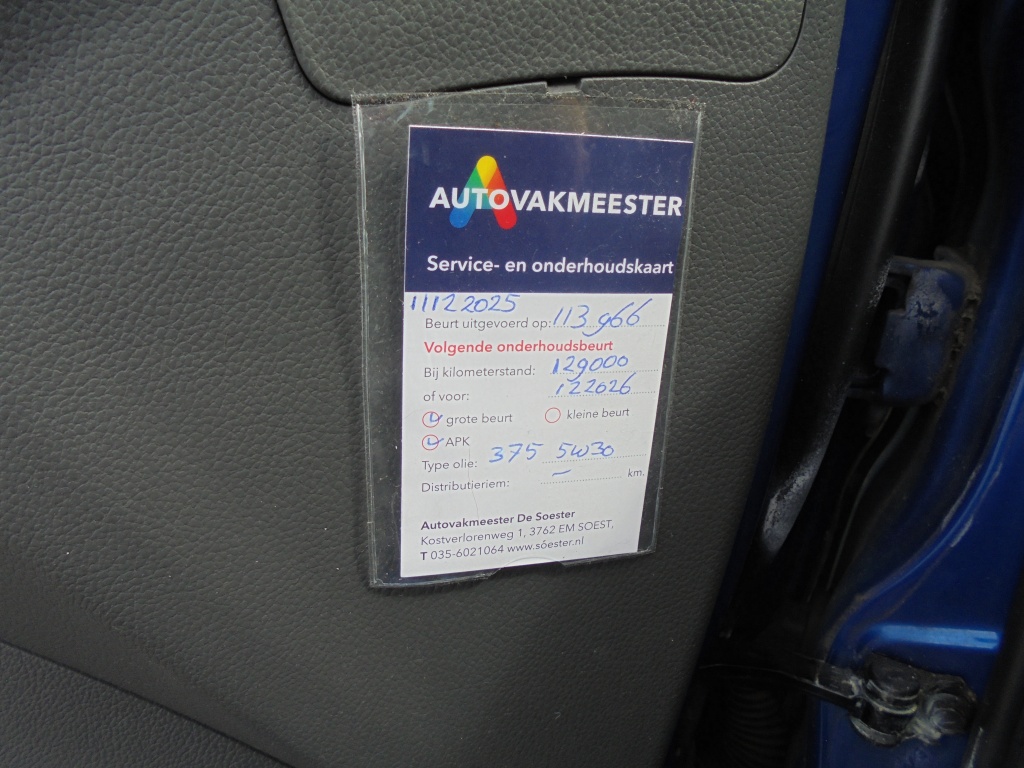 AUTOVAKMEESTER
Service- en onderhoudskaart
11122025
Beurt uitgevoerd op: 113966
Volgende onderhoudsbeurt
Bij kilometerstand: 129000
of voor: 122026
grote beurt kleine beurt
APK
Type olie: 375 5W30
Distributieriem: — km.
Autovakmeester De Soester
Kostverlorenweg 1, 3762 EM SOEST,
T 035-6021064 www.soester.nl